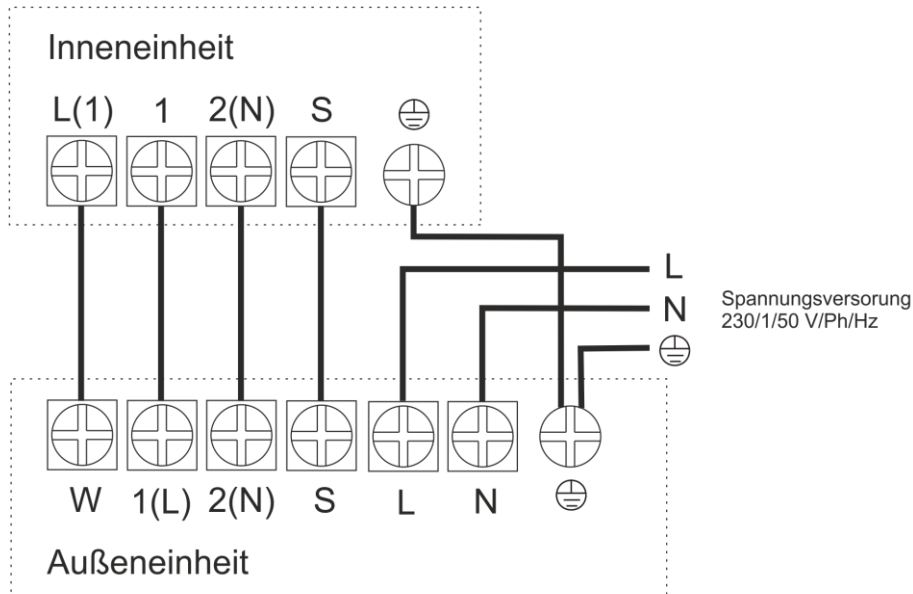 Inneneinheit
L(1) 1 2(N) S
L
N
Spannungsversorung
230/1/50 V/Ph/Hz
W 1(L) 2(N) S L N
Außeneinheit